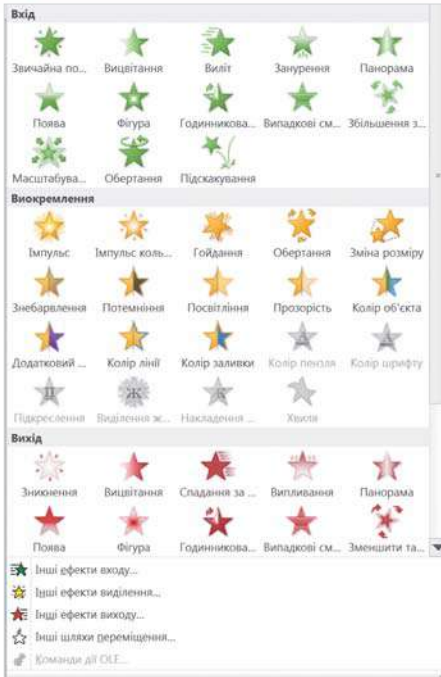 Вхід
Звичайна по... Вицвітання Виліт Занурення Панорама
Поява Фігура Годинникова... Випадкові см... Збільшення з...
Масштабува... Обертання Підскакування
Виокремлення
Імпульс Імпульс коль... Гойдання Обертання Зміна розміру
Знебарвлення Потемніння Посвітління Прозорість Колір об'єкта
Додатковий ... Колір лінії Колір заливки Колір пензля Колір шрифту
Підкреслення Виділення ж... Накладення ... Хвиля
Вихід
Зникнення Вицвітання Спадання за ... Випливання Панорама
Поява Фігура Годинникова... Випадкові см... Зменшити та...
Інші ефекти входу...
Інші ефекти виділення...
Інші ефекти виходу...
Інші шляхи переміщення...
Команди дії OLE...